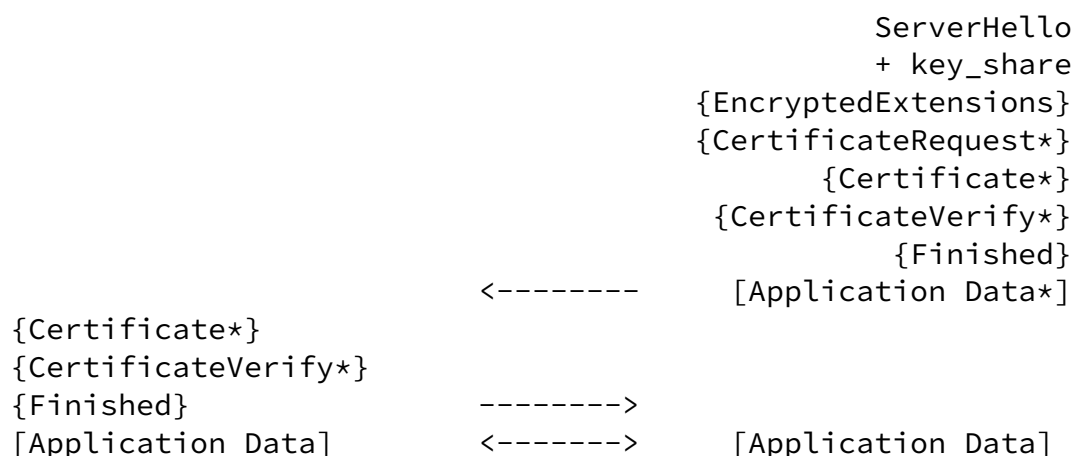 ServerHello
+ key_share
{EncryptedExtensions}
{CertificateRequest*}
{Certificate*}
{CertificateVerify*}
{Finished}
<-------- [Application Data*]
{Certificate*}
{CertificateVerify*}
{Finished} -------->
[Application Data] <-------> [Application Data]